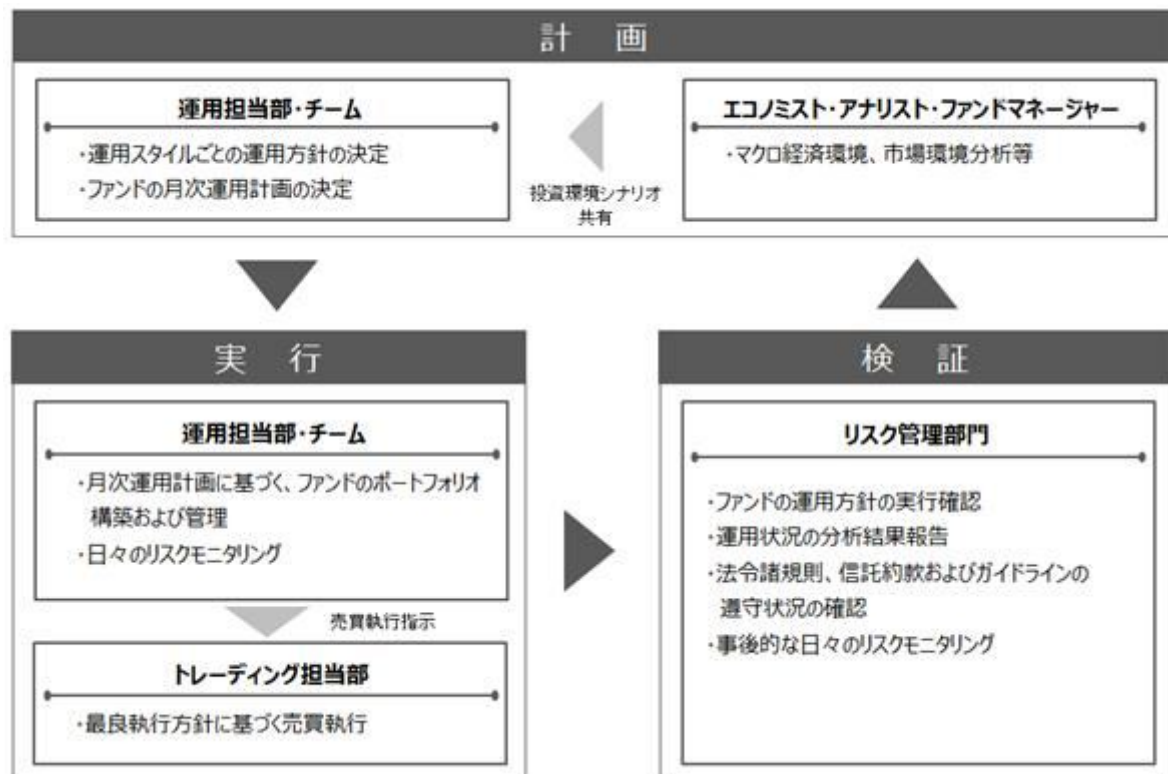 計 画
運用担当部・チーム
・運用スタイルごとの運用方針の決定
・ファンドの月次運用計画の決定
投資環境シナリオ
共有
エコノミスト・アナリスト・ファンドマネージャー
・マクロ経済環境、市場環境分析等
実 行
運用担当部・チーム
・月次運用計画に基づく、ファンドのポートフォリオ
構築および管理
・日々のリスクモニタリング
売買執行指示
トレーディング担当部
・最良執行方針に基づく売買執行
検 証
リスク管理部門
・ファンドの運用方針の実行確認
・運用状況の分析結果報告
・法令諸規則、信託約款およびガイドラインの
遵守状況の確認
・事後的な日々のリスクモニタリング